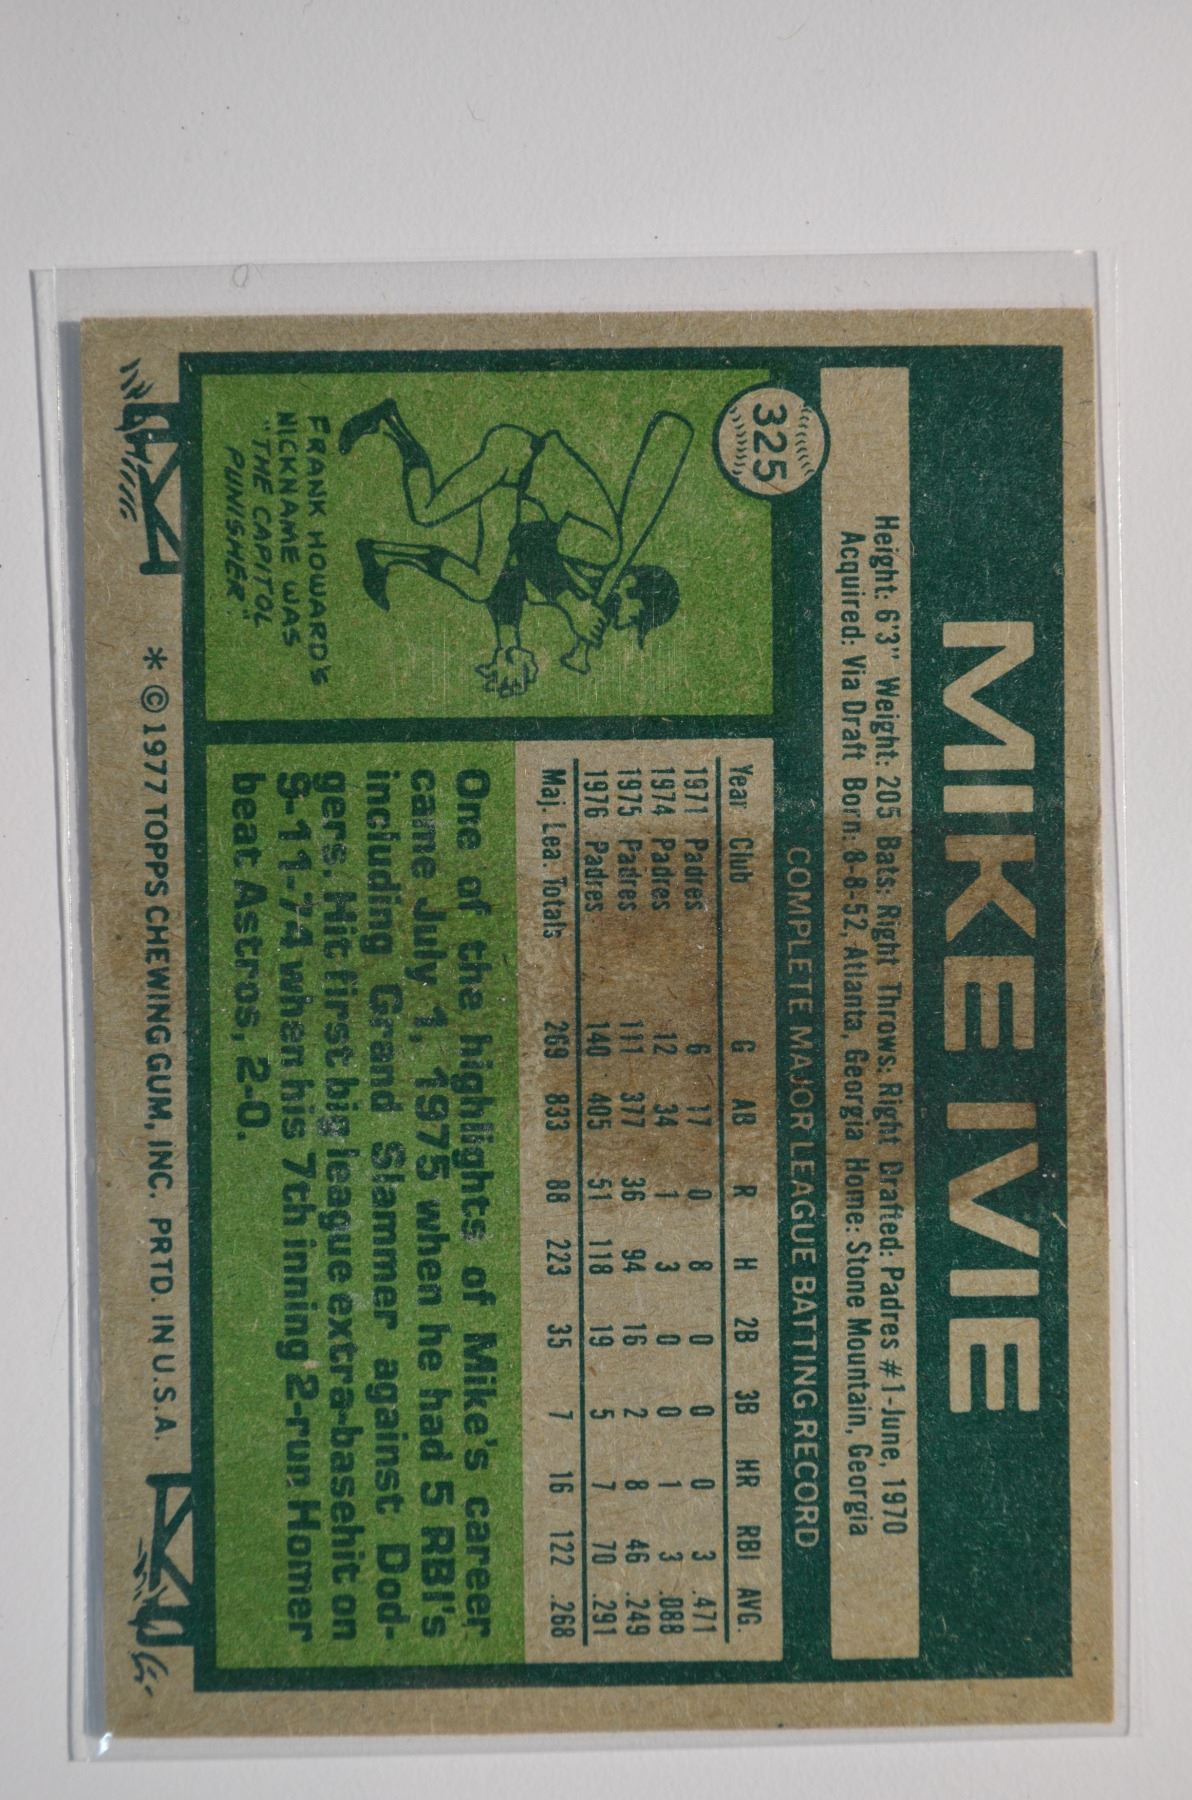 MIKE IVIE
Height: 6'3" Weight: 205 Bats: Right Throws: Right Drafted: Padres #1-June, 1970
Acquired: Via Draft Born: 8-8-52, Atlanta, Georgia Home: Stone Mountain, Georgia
325
COMPLETE MAJOR LEAGUE BATTING RECORD
Year Club G AB R H 2B 3B HR RBI AVG.
1971 Padres 6 17 0 8 0 0 0 3 .471
1974 Padres 12 34 1 3 0 0 1 3 .088
1975 Padres 111 377 36 94 16 2 8 46 .249
1976 Padres 140 405 51 118 19 5 7 70 .291
Maj. Lea. Totals 269 833 88 223 35 7 16 122 .268
FRANK HOWARD'S
NICKNAME WAS
"THE CAPITOL
PUNISHER."
One of the highlights of Mike's career
came July 1, 1975 when he had 5 RBI's
including Grand Slammer against Dod-
gers. Hit first big league extra-basehit on
9-11-74 when his 7th inning 2-run Homer
beat Astros, 2-0.
* © 1977 TOPPS CHEWING GUM, INC. PRTD. IN U.S.A.